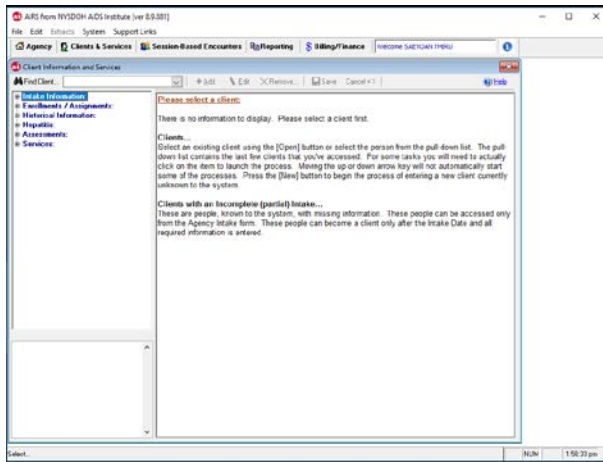 AIRS from NYSDOH AIDS Institute [ver 8.9.881]
File Edit Extracts System Support Links
Agency Clients & Services Session-Based Encounters Reporting Billing/Finance Welcome
Client Information and Services
Find Client... Add Edit Remove... Save Cancel Help
Intake Information:
Enrollments / Assignments:
Historical Information:
Hepatitis:
Assessments:
Services:
Please select a client:
There is no information to display. Please select a client first.
Clients...
Select an existing client using the [Open] button or select the person from the pull down list. The pull
down list contains the last few clients that you've accessed. For some tasks you will need to actually
click on the item to launch the process. Moving the up or down arrow key will not automatically start
some of the processes. Press the [New] button to begin the process of entering a new client currently
unknown to the system.
Clients with an Incomplete (partial) Intake...
These are people, known to the system, with missing information. These people can be accessed only
from the Agency Intake form. These people can become a client only after the Intake Date and all
required information is entered.
Select... NUM 1:58:33 pm